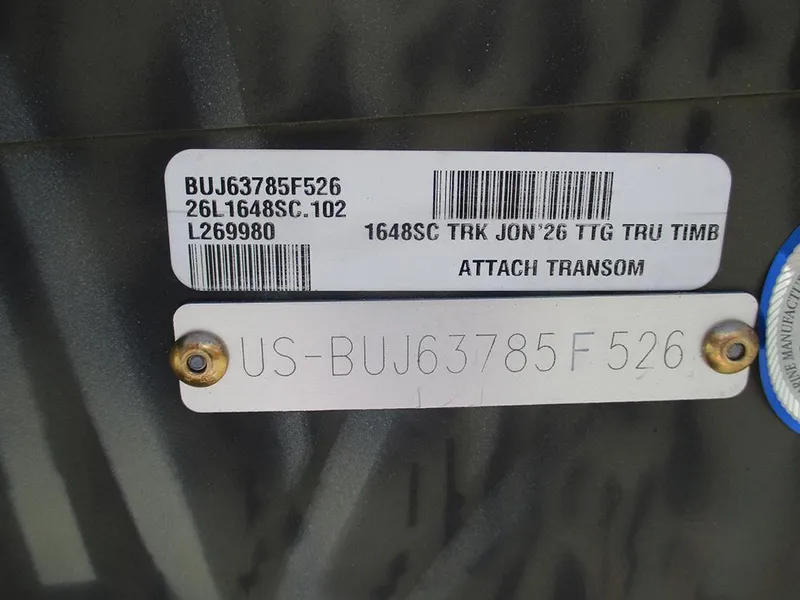 BUJ63785F526
26L1648SC.102
L269980
1648SC TRK JON'26 TTG TRU TIMB
ATTACH TRANSOM
US-BUJ63785F526